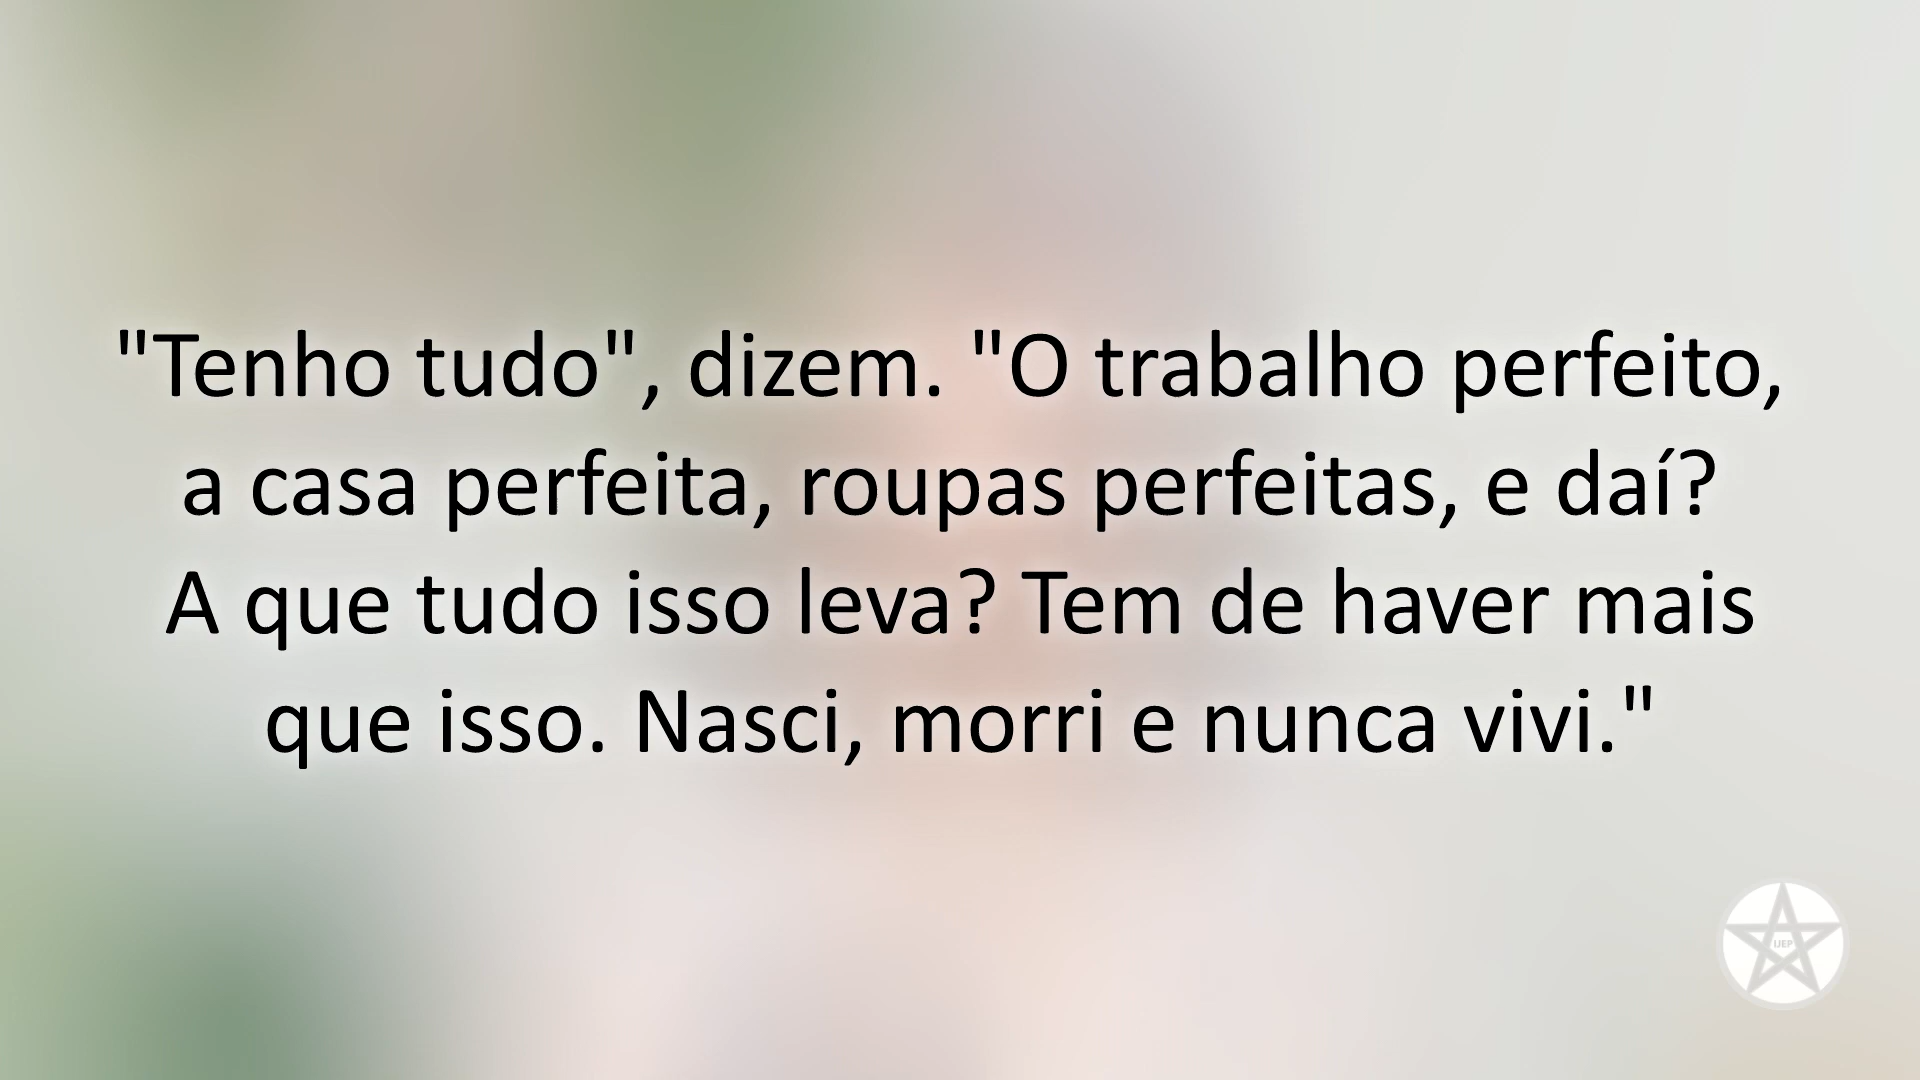 "Tenho tudo", dizem. "O trabalho perfeito,
a casa perfeita, roupas perfeitas, e daí?
A que tudo isso leva? Tem de haver mais
que isso. Nasci, morri e nunca vivi."
IJEP